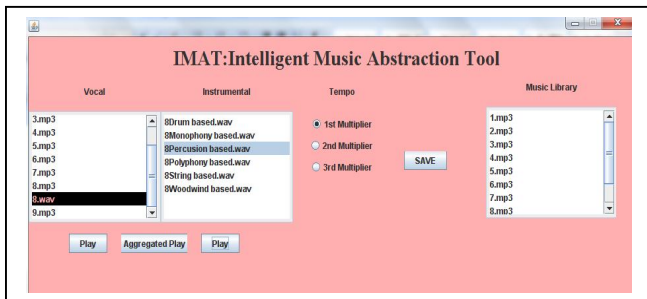 IMAT:Intelligent Music Abstraction Tool
Vocal
Instrumental
Tempo
Music Library
3.mp3
4.mp3
5.mp3
6.mp3
7.mp3
8.mp3
8.wav
9.mp3
8Drum based.wav
8Monophony based.wav
8Percusion based.wav
8Polyphony based.wav
8String based.wav
8Woodwind based.wav
1st Multiplier
2nd Multiplier
3rd Multiplier
SAVE
1.mp3
2.mp3
3.mp3
4.mp3
5.mp3
6.mp3
7.mp3
8.mp3
Play
Aggregated Play
Play